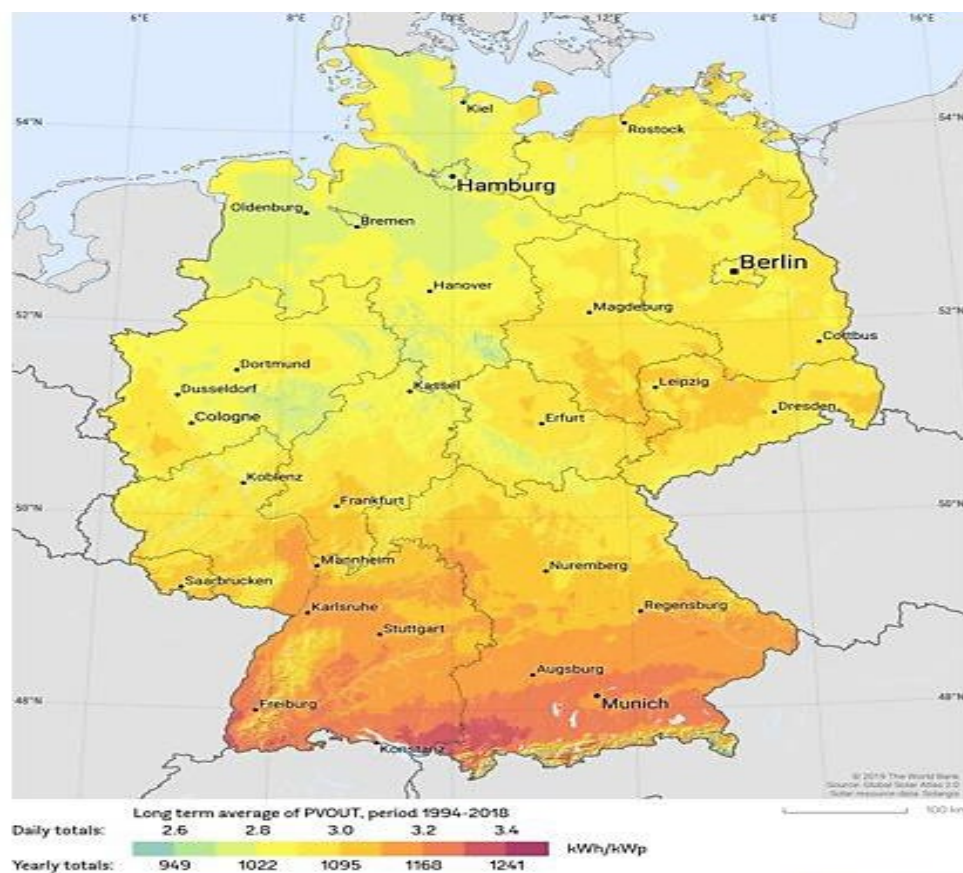 6°E 8°E 10°E 12°E 14°E 16°E
Kiel
54°N 54°N
Rostock
Hamburg
Oldenburg
Bremen
Berlin
Hanover
Magdeburg
52°N 52°N
Cottbus
Dortmund
Dusseldorf
Kassel
Leipzig
Cologne
Erfurt
Dresden
Koblenz
Frankfurt
50°N 50°N
Mannheim
Nuremberg
Saarbrucken
Karlsruhe
Regensburg
Stuttgart
Augsburg
48°N 48°N
Freiburg
Munich
Konstanz
© 2019 The World Bank
Source: Global Solar Atlas 2.0
Solar resource data: Solargis
100 km
Long term average of PVOUT, period 1994-2018
Daily totals: 2.6 2.8 3.0 3.2 3.4
kWh/kWp
Yearly totals: 949 1022 1095 1168 1241